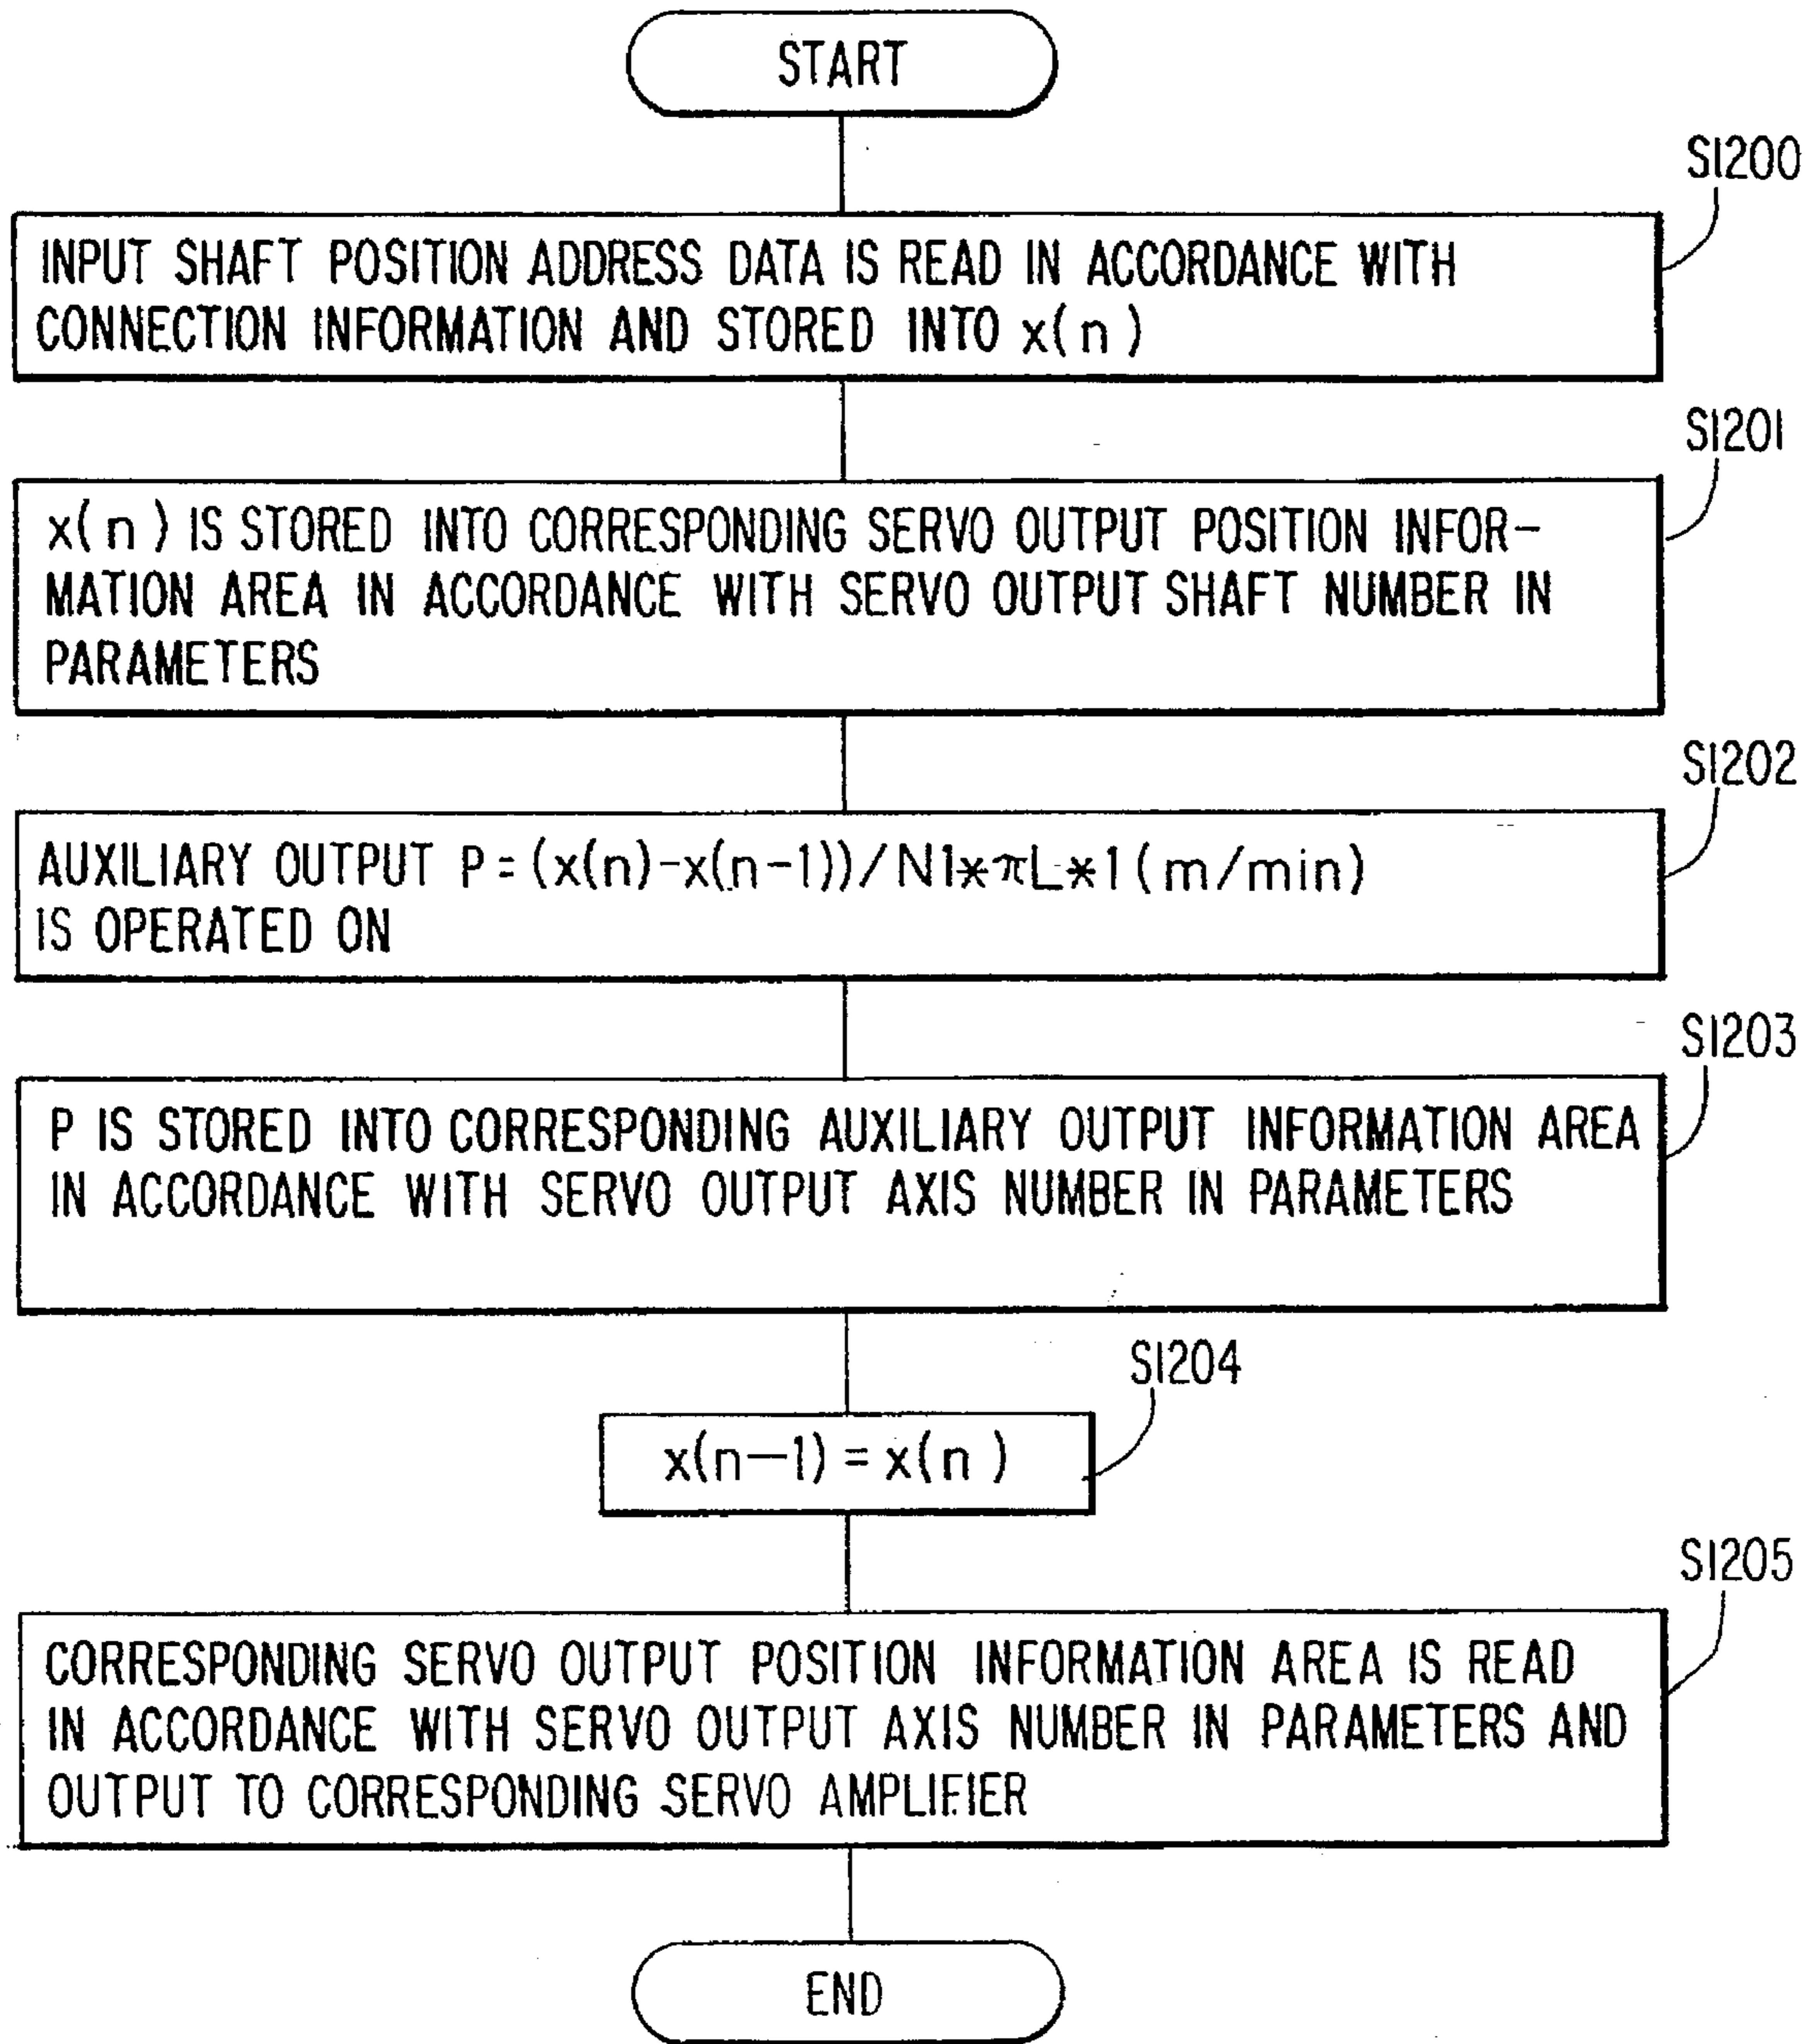 START
S1200
INPUT SHAFT POSITION ADDRESS DATA IS READ IN ACCORDANCE WITH
CONNECTION INFORMATION AND STORED INTO x(n)
S1201
x(n) IS STORED INTO CORRESPONDING SERVO OUTPUT POSITION INFOR-
MATION AREA IN ACCORDANCE WITH SERVO OUTPUT SHAFT NUMBER IN
PARAMETERS
S1202
AUXILIARY OUTPUT P=(x(n)-x(n-1))/N1*πL*1(m/min)
IS OPERATED ON
S1203
P IS STORED INTO CORRESPONDING AUXILIARY OUTPUT INFORMATION AREA
IN ACCORDANCE WITH SERVO OUTPUT AXIS NUMBER IN PARAMETERS
S1204
x(n-1)=x(n)
S1205
CORRESPONDING SERVO OUTPUT POSITION INFORMATION AREA IS READ
IN ACCORDANCE WITH SERVO OUTPUT AXIS NUMBER IN PARAMETERS AND
OUTPUT TO CORRESPONDING SERVO AMPLIFIER
END